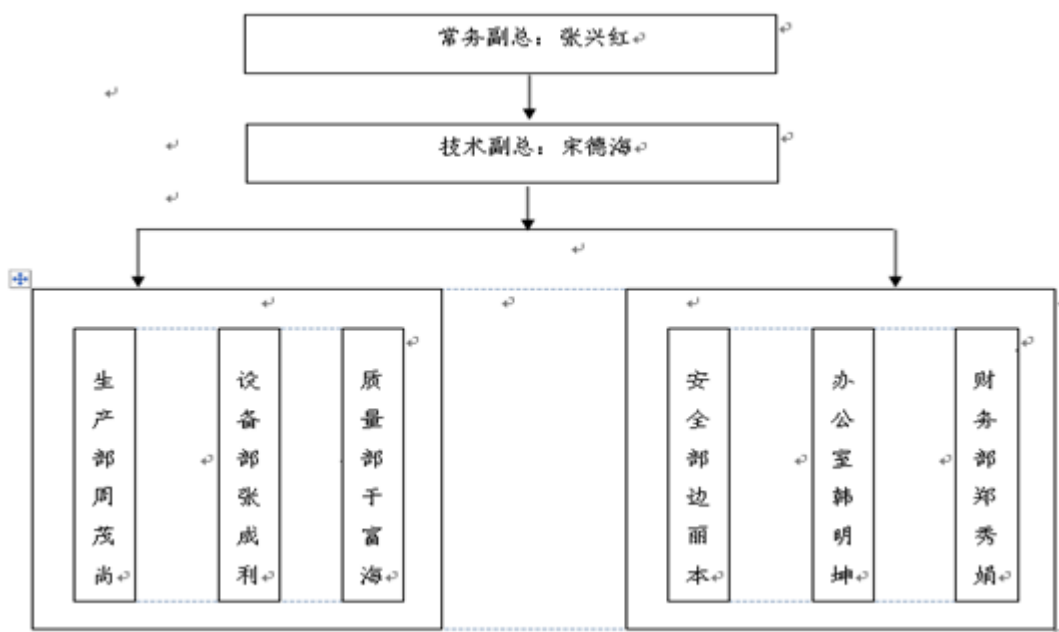 常务副总：张兴红
技术副总：宋德海
生产部周茂尚
设备部张成利
质量部于富海
安全部边丽本
办公室韩明坤
财务部郑秀娟